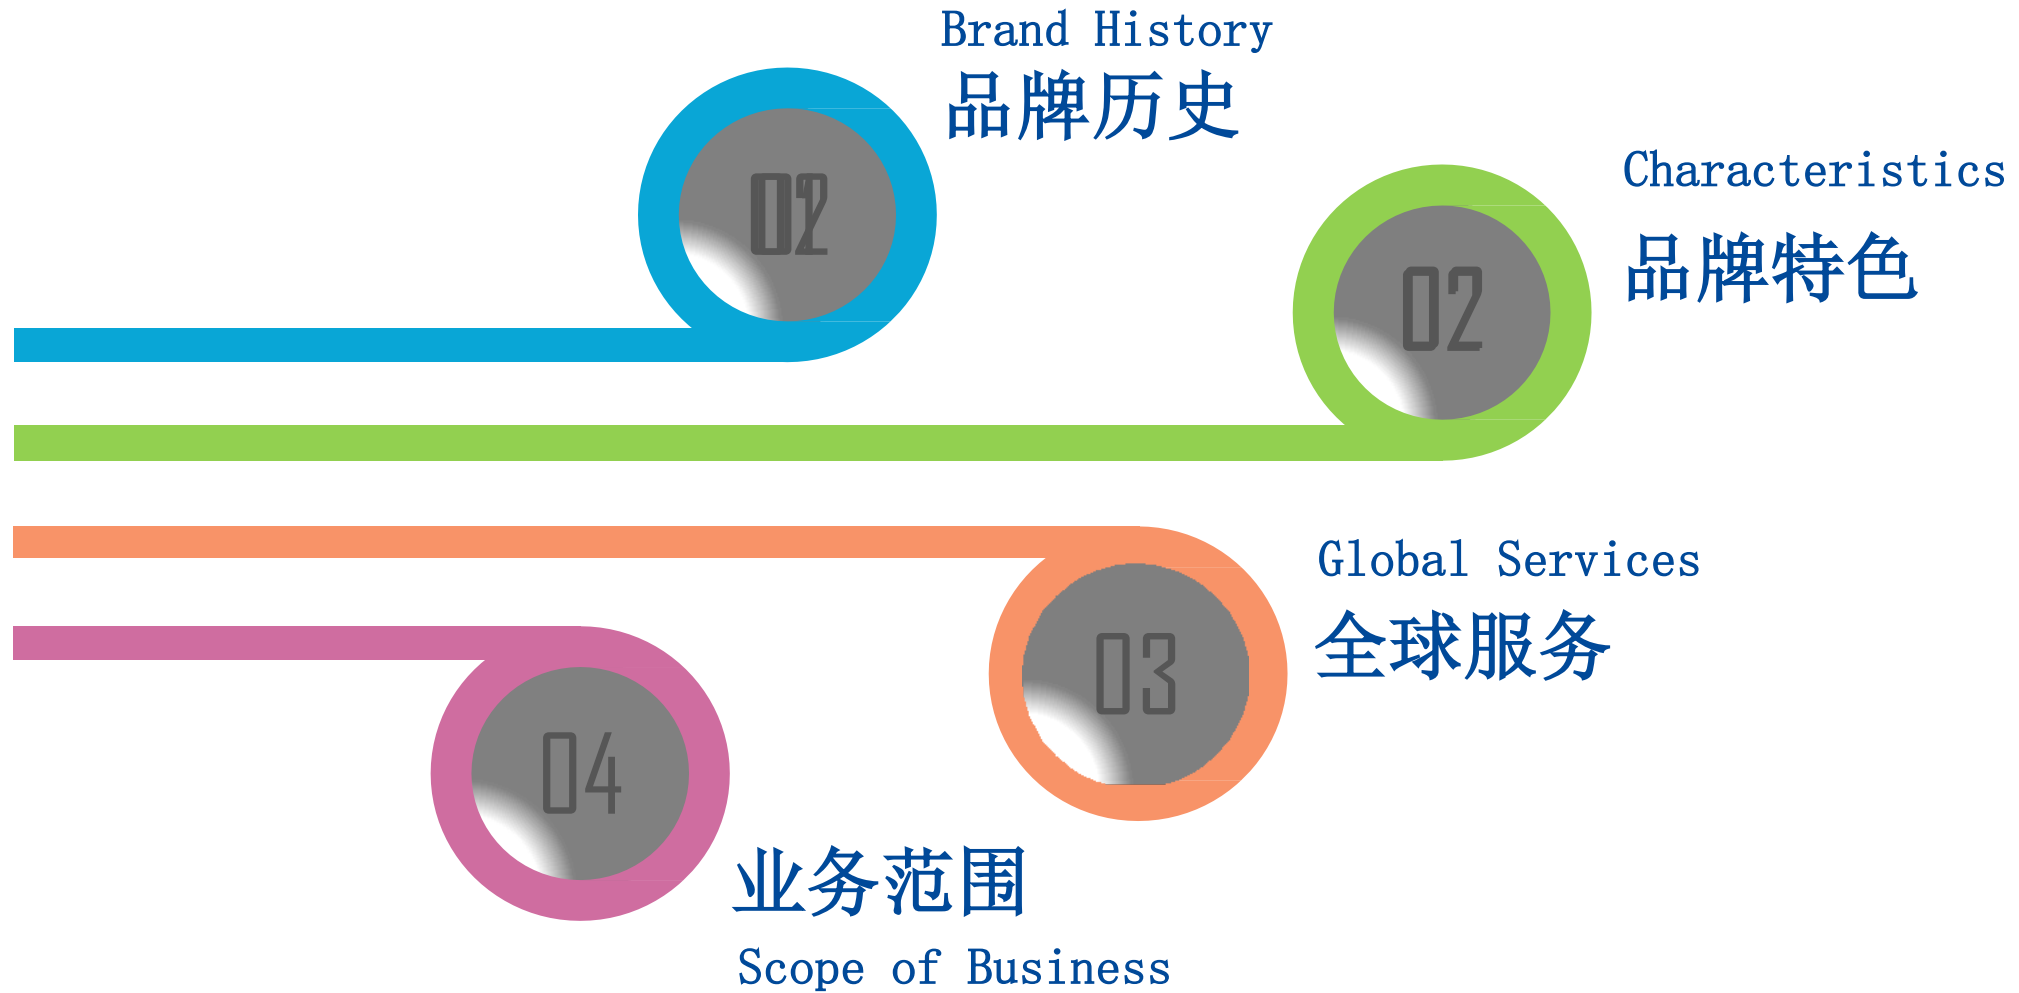 Brand History
品牌历史
Characteristics
品牌特色
02
Global Services
全球服务
03
04
业务范围
Scope of Business